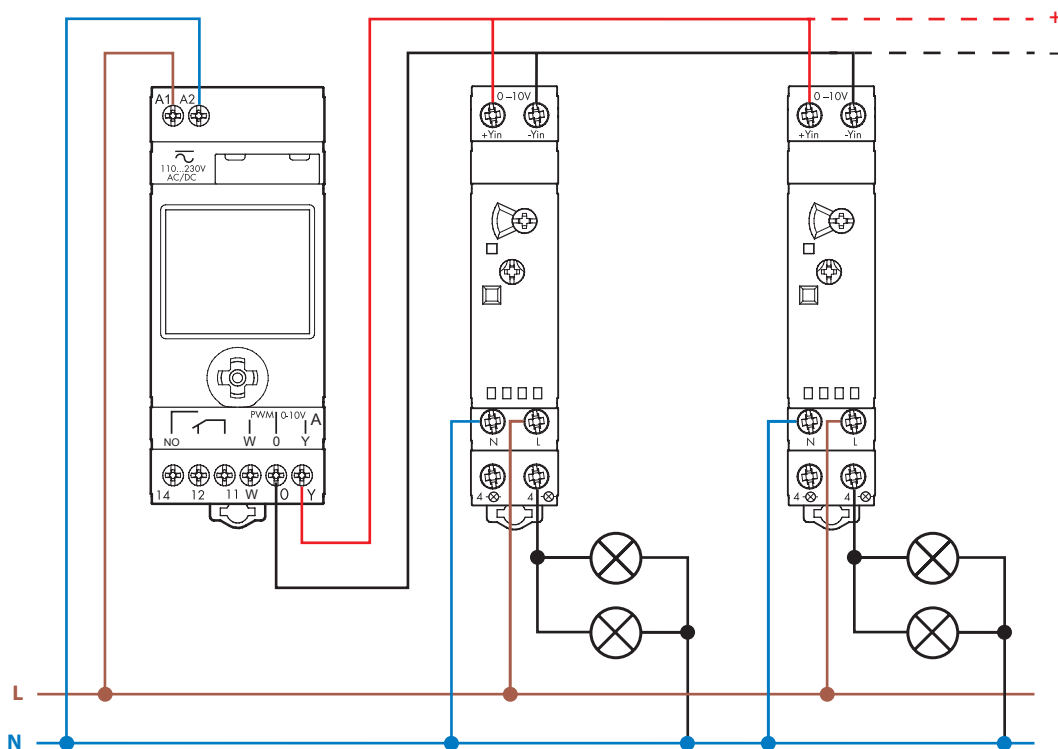 +
–
A1 A2
110...230V
AC/DC
PWM 0-10V A
NO W 0 Y
14 12 11 W 0 Y
0 –10V
+Yin -Yin
N L
4 4
0 –10V
+Yin -Yin
N L
4 4
L
N